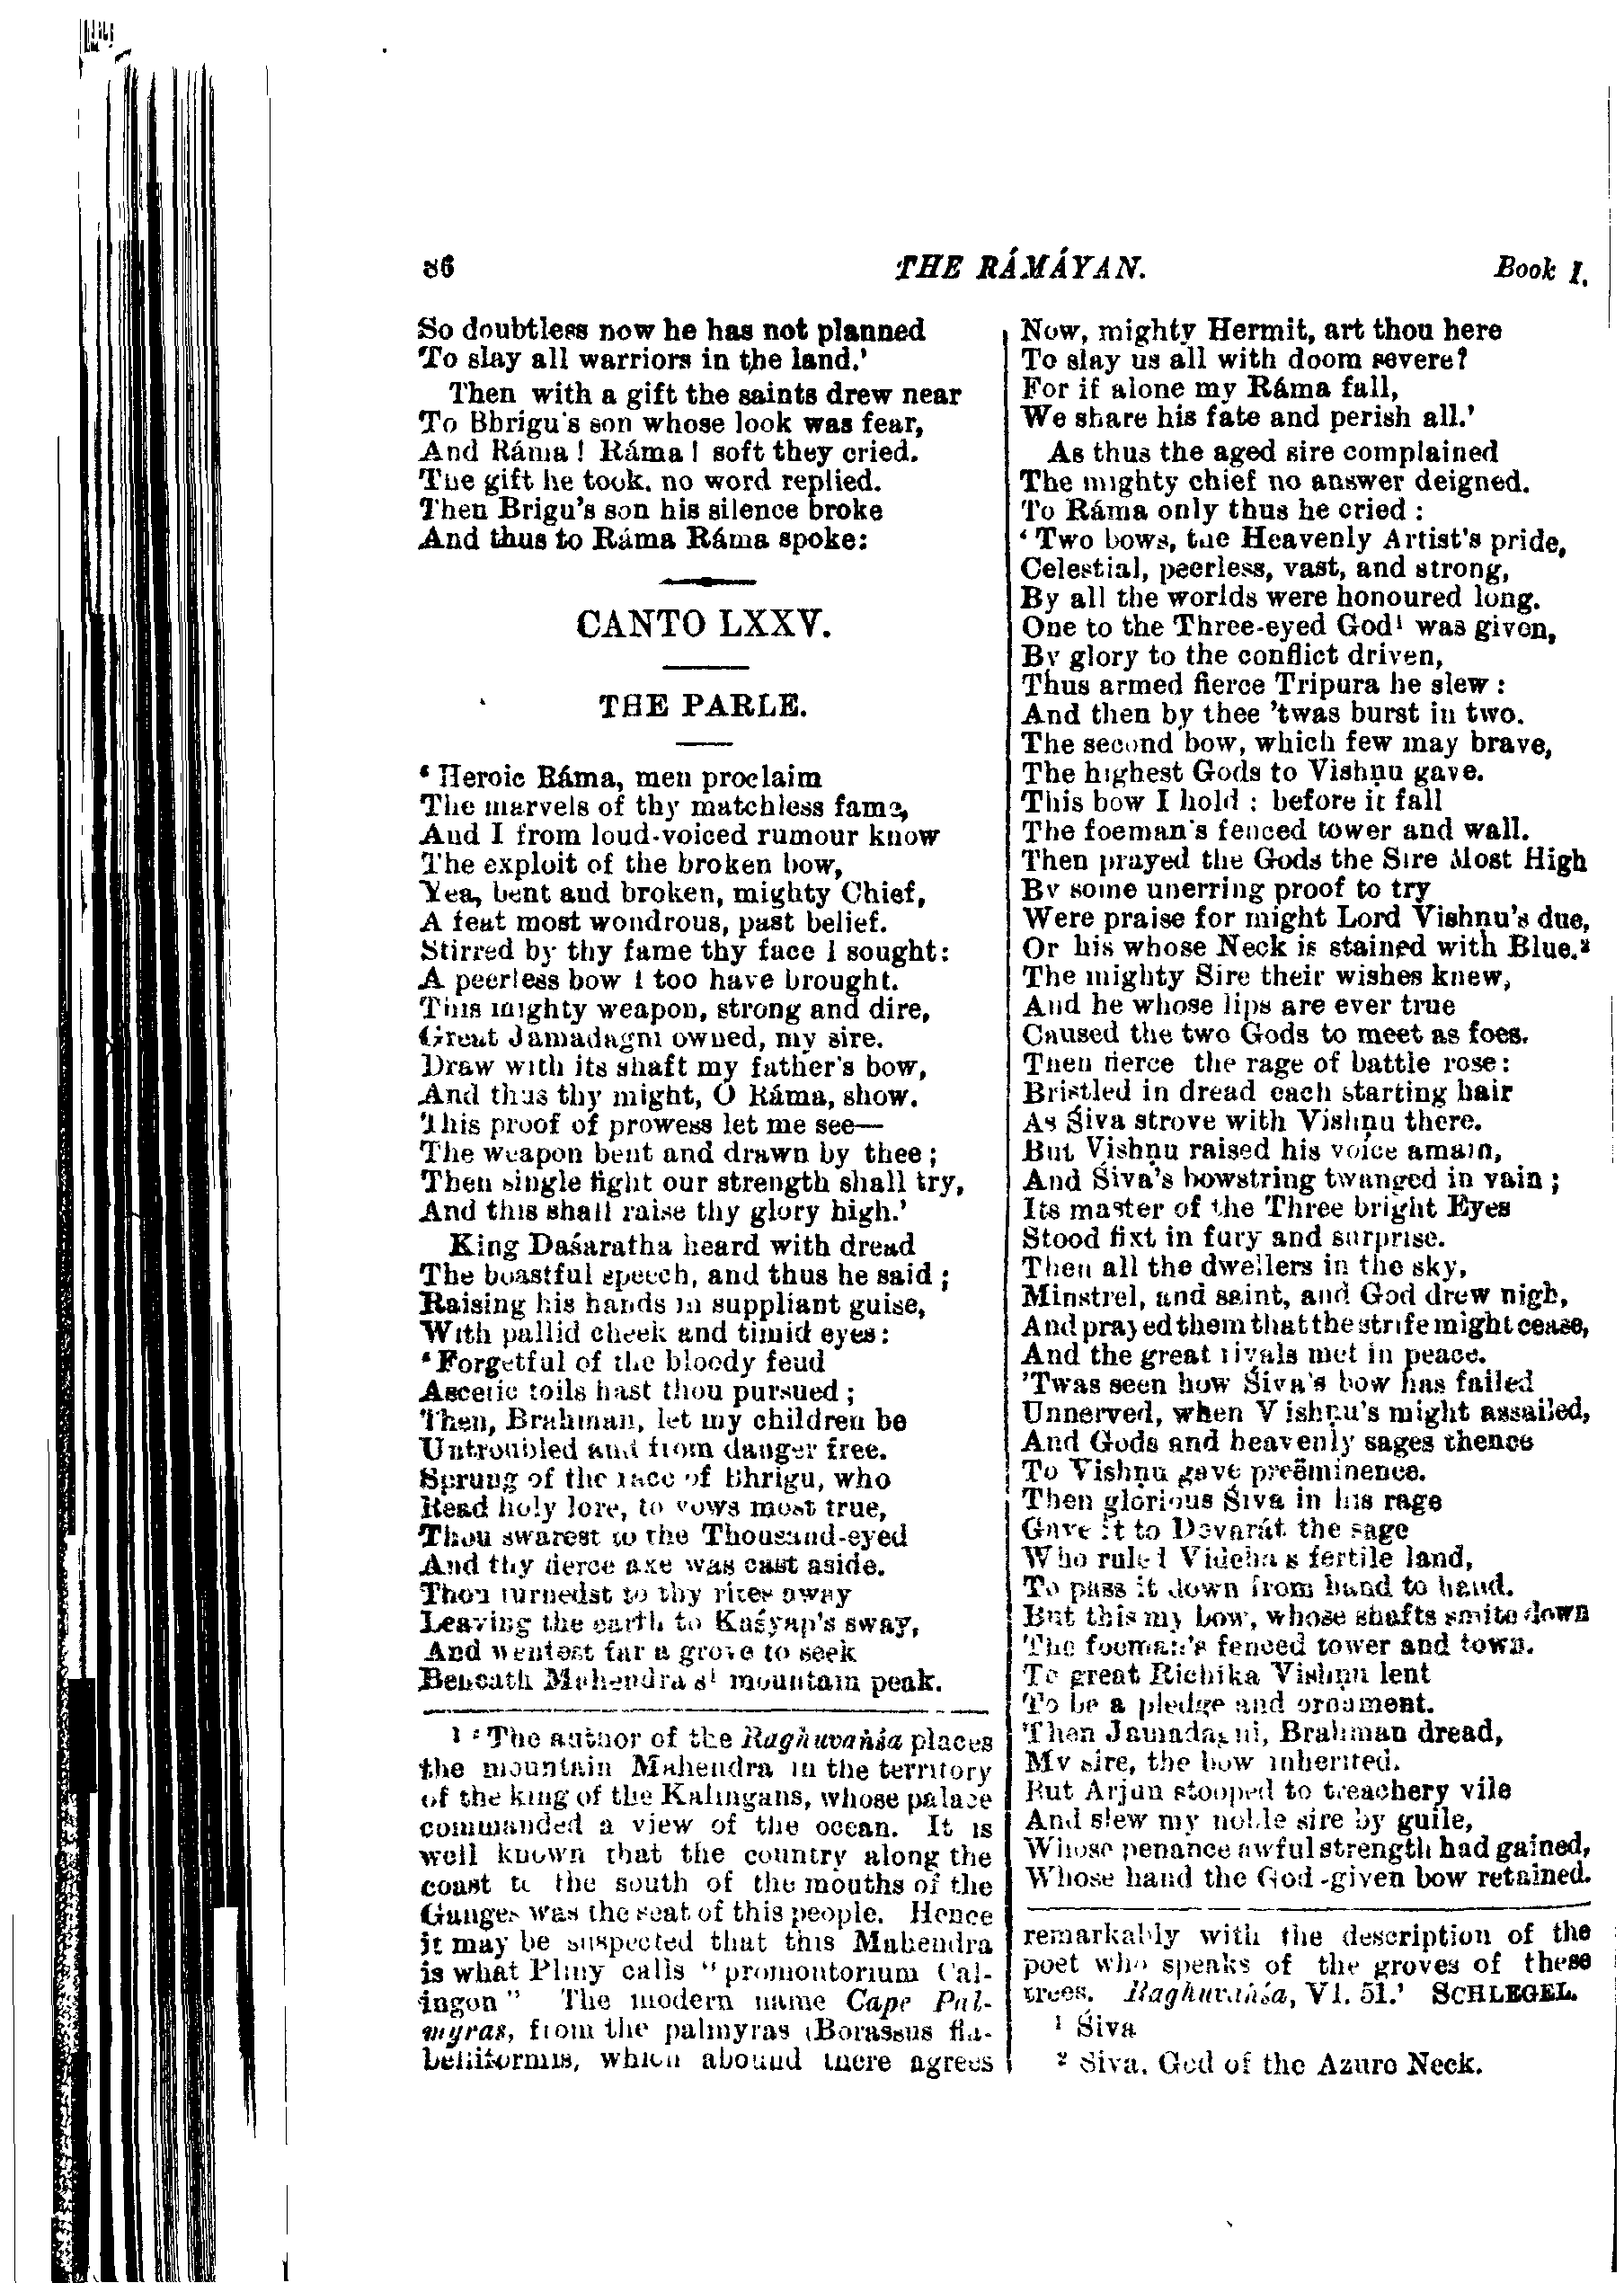 86 THE RÁMÁYAN. Book I.
So doubtless now he has not planned
To slay all warriors in the land.'
Then with a gift the saints drew near
To Bhrigu's son whose look was fear,
And Ráma! Ráma! soft they cried.
The gift he took, no word replied.
Then Brigu's son his silence broke
And thus to Ráma Ráma spoke:
CANTO LXXV.
THE PARLE.
'Heroic Ráma, men proclaim
The marvels of thy matchless fame,
And I from loud-voiced rumour know
The exploit of the broken bow,
Yea, bent and broken, mighty Chief,
A feat most wondrous, past belief.
Stirred by thy fame thy face I sought:
A peerless bow I too have brought.
This mighty weapon, strong and dire,
Great Jamadagni owned, my sire.
Draw with its shaft my father's bow,
And thus thy might, O Ráma, show.
This proof of prowess let me see—
The weapon bent and drawn by thee;
Then single fight our strength shall try,
And this shall raise thy glory high.'
King Daśaratha heard with dread
The boastful speech, and thus he said;
Raising his hands in suppliant guise,
With pallid cheek and timid eyes:
'Forgetful of the bloody feud
Ascetic toils hast thou pursued;
Then, Brahman, let my children be
Untroubled and from danger free.
Sprung of the race of Bhrigu, who
Read holy lore, to vows most true,
Thou swarest to the Thousand-eyed
And thy fierce axe was cast aside.
Thou turnedst to thy rites away
Leaving the earth to Kaśyap's sway,
And wentest far a grove to seek
Beneath Mahendra's¹ mountain peak.
1 'The author of the Raghuvaṅśa places
the mountain Mahendra in the territory
of the king of the Kalingans, whose palace
commanded a view of the ocean. It is
well known that the country along the
coast to the south of the mouths of the
Ganges was the seat of this people. Hence
it may be suspected that this Mahendra
is what Pliny calls "promontorium Cal-
ingon" The modern name Cape Pal-
myras, from the palmyras (Borassus fla-
belliformis, which abound there agrees
Now, mighty Hermit, art thou here
To slay us all with doom severe?
For if alone my Ráma fall,
We share his fate and perish all.'
As thus the aged sire complained
The mighty chief no answer deigned.
To Ráma only thus he cried:
'Two bows, the Heavenly Artist's pride,
Celestial, peerless, vast, and strong,
By all the worlds were honoured long.
One to the Three-eyed God¹ was given,
By glory to the conflict driven,
Thus armed fierce Tripura he slew:
And then by thee 'twas burst in two.
The second bow, which few may brave,
The highest Gods to Vishṇu gave.
This bow I hold: before it fall
The foeman's fenced tower and wall.
Then prayed the Gods the Sire Most High
By some unerring proof to try
Were praise for might Lord Vishṇu's due,
Or his whose Neck is stained with Blue.²
The mighty Sire their wishes knew,
And he whose lips are ever true
Caused the two Gods to meet as foes.
Then fierce the rage of battle rose:
Bristled in dread each starting hair
As Śiva strove with Vishṇu there.
But Vishṇu raised his voice amain,
And Śiva's bowstring twanged in vain;
Its master of the Three bright Eyes
Stood fixt in fury and surprise.
Then all the dwellers in the sky,
Minstrel, and saint, and God drew nigh,
And prayed them that the strife might cease,
And the great rivals met in peace.
'Twas seen how Śiva's bow has failed
Unnerved, when Vishṇu's might assailed,
And Gods and heavenly sages thence
To Vishṇu gave preëminence.
Then glorious Śiva in his rage
Gave it to Devarát the sage
Who ruled Videha's fertile land,
To pass it down from hand to hand.
But this my bow, whose shafts smite down
The foeman's fenced tower and town.
To great Richika Vishṇu lent
To be a pledge and ornament.
Then Jamadagni, Brahman dread,
My sire, the bow inherited.
But Arjun stooped to treachery vile
And slew my noble sire by guile,
Whose penance awful strength had gained,
Whose hand the God-given bow retained.
remarkably with the description of the
poet who speaks of the groves of these
trees. Raghuvaṅśa, VI. 51.' SCHLEGEL.
¹ Śiva
² Śiva, God of the Azure Neck.